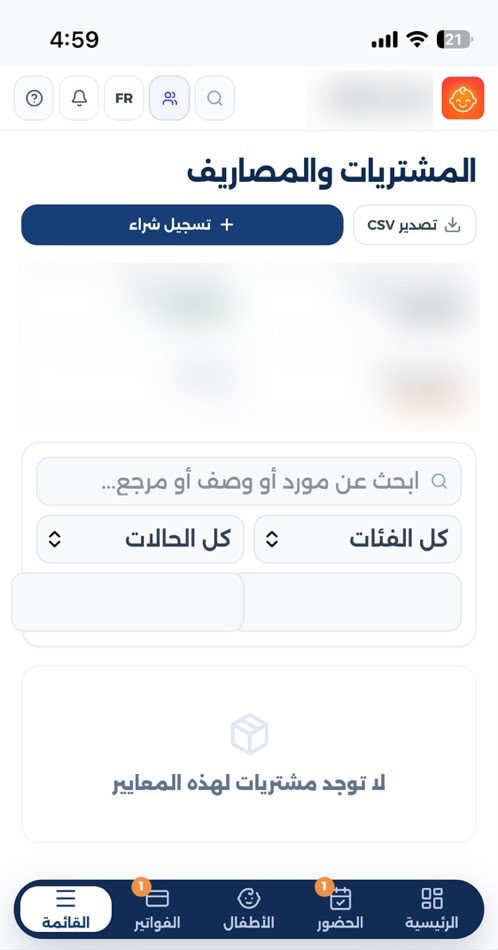 4:59
21
FR
المشتريات والمصاريف
تصدير CSV
+ تسجيل شراء
ابحث عن مورد أو وصف أو مرجع...
كل الفئات
كل الحالات
لا توجد مشتريات لهذه المعايير
1
1
الرئيسية
الحضور
الأطفال
الفواتير
القائمة